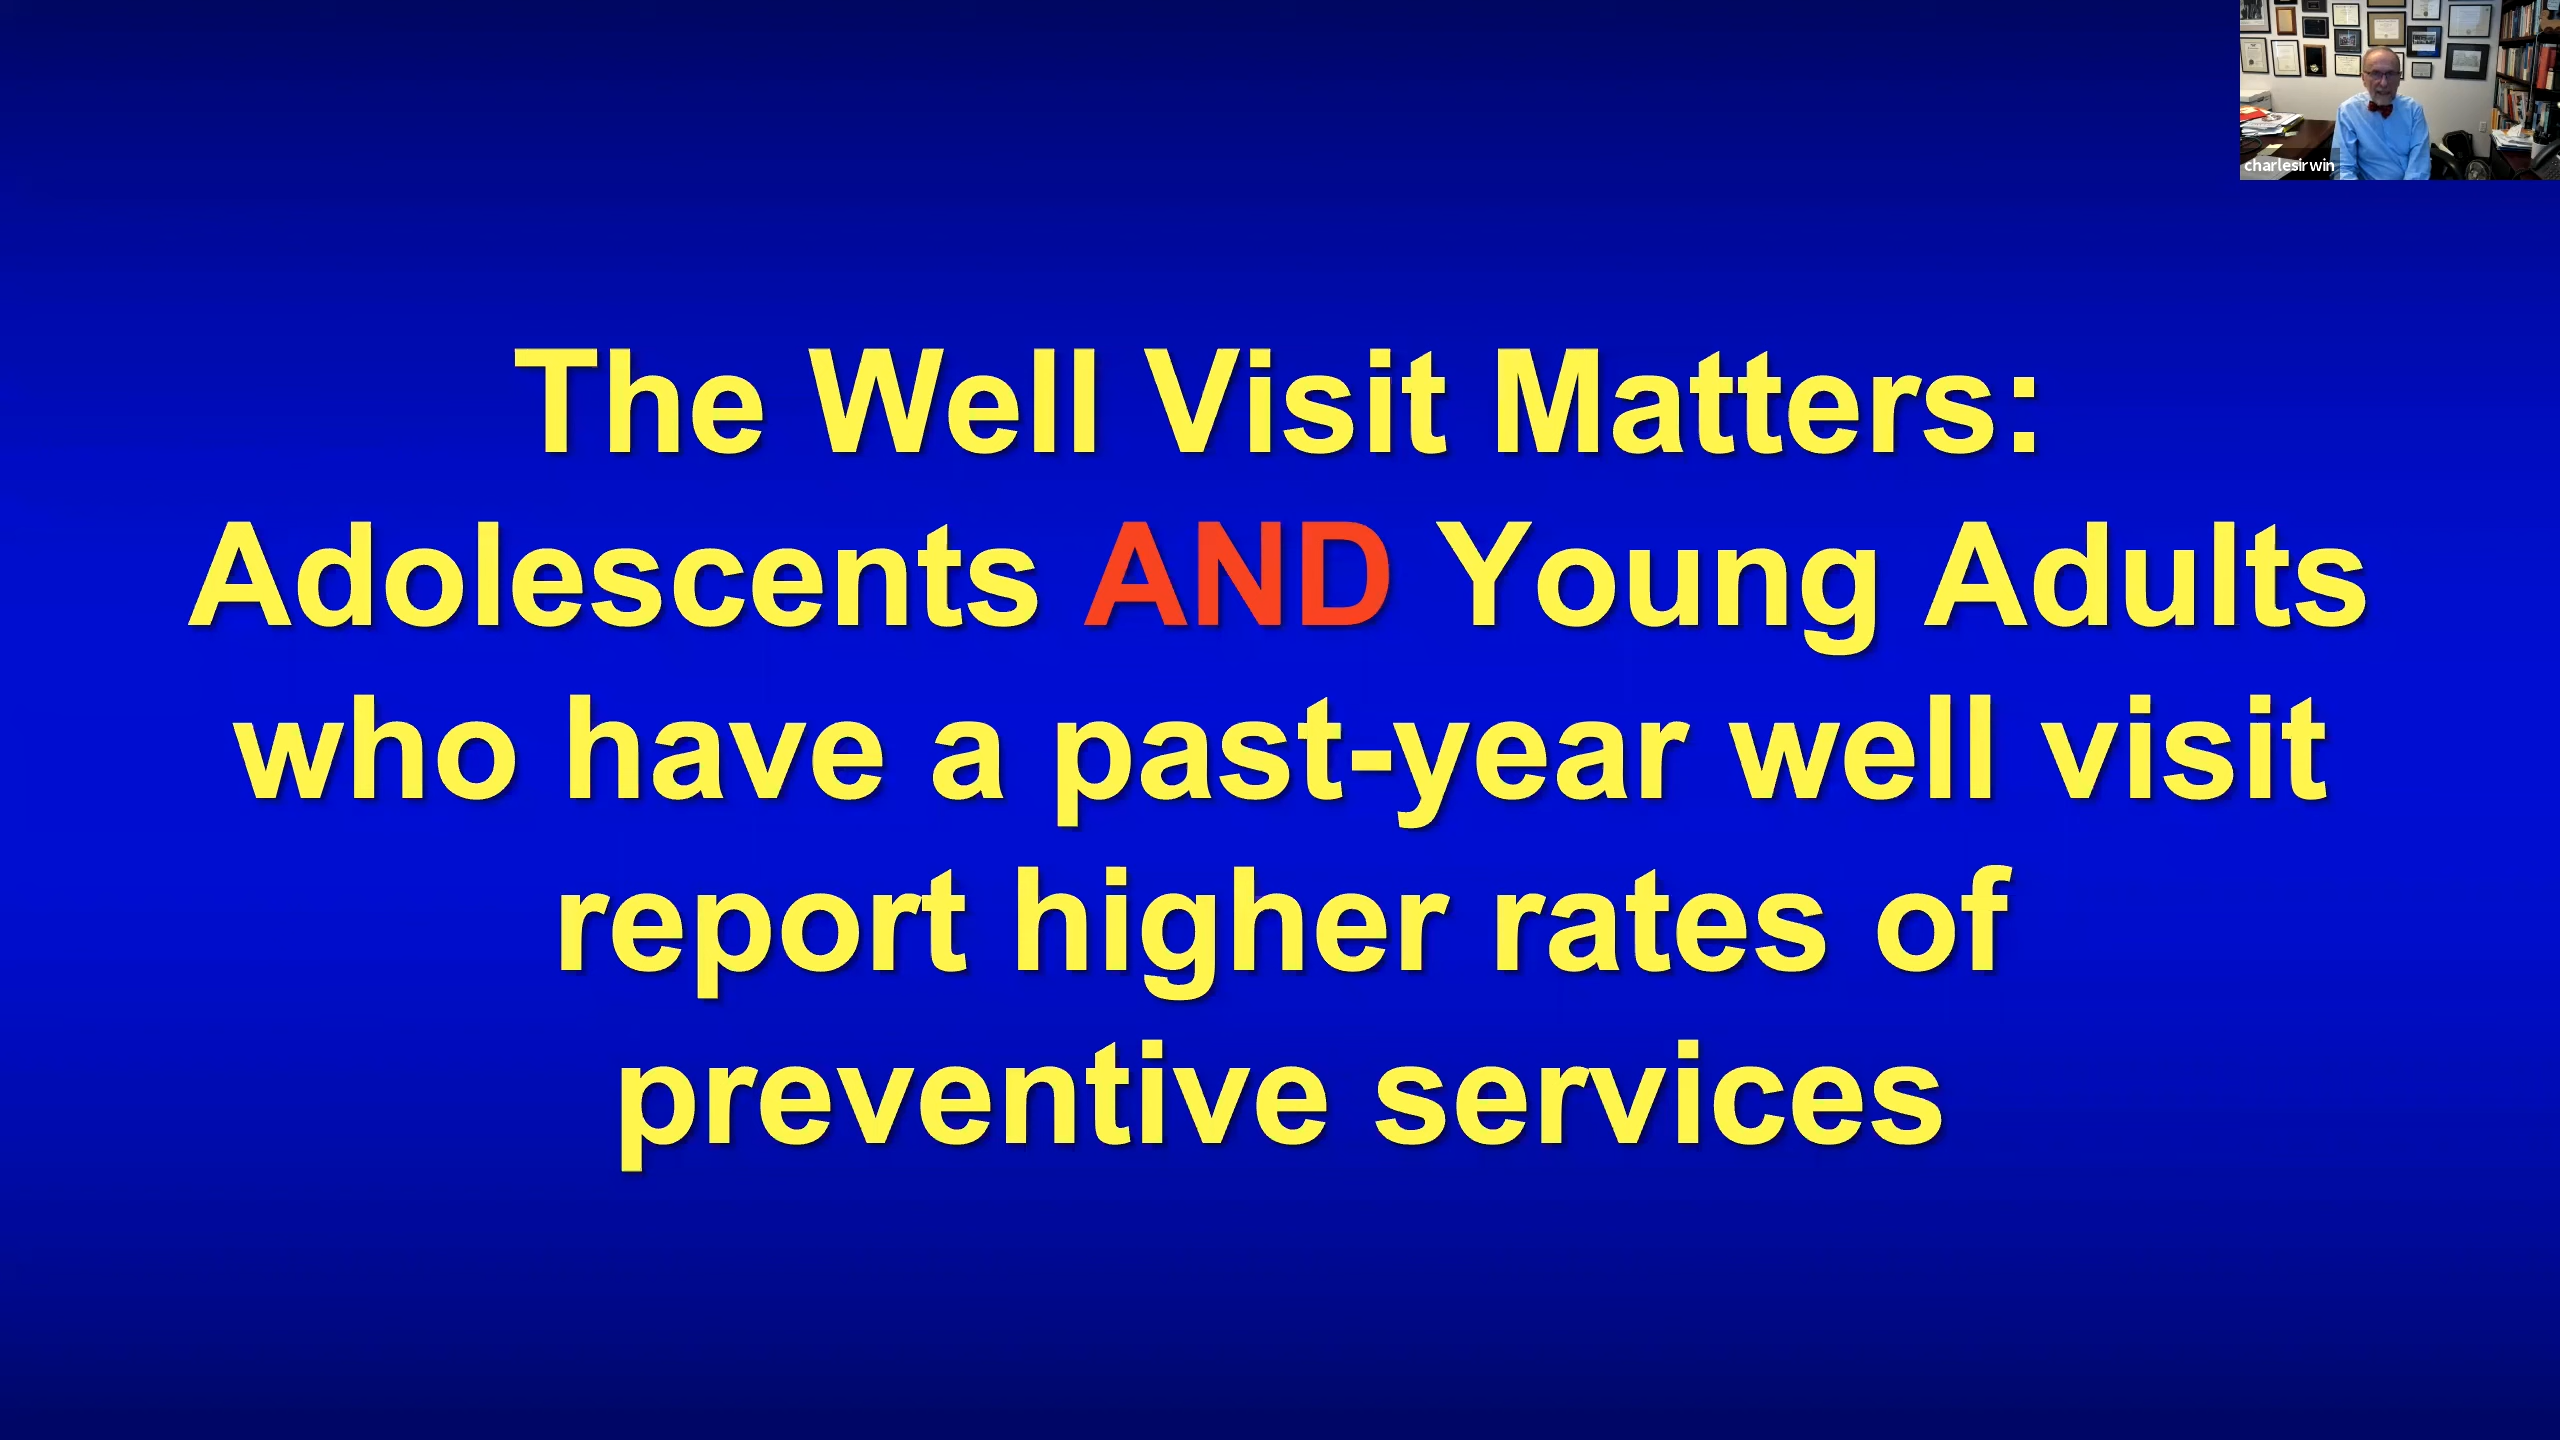 charlesirwin
The Well Visit Matters:
Adolescents AND Young Adults
who have a past-year well visit
report higher rates of
preventive services